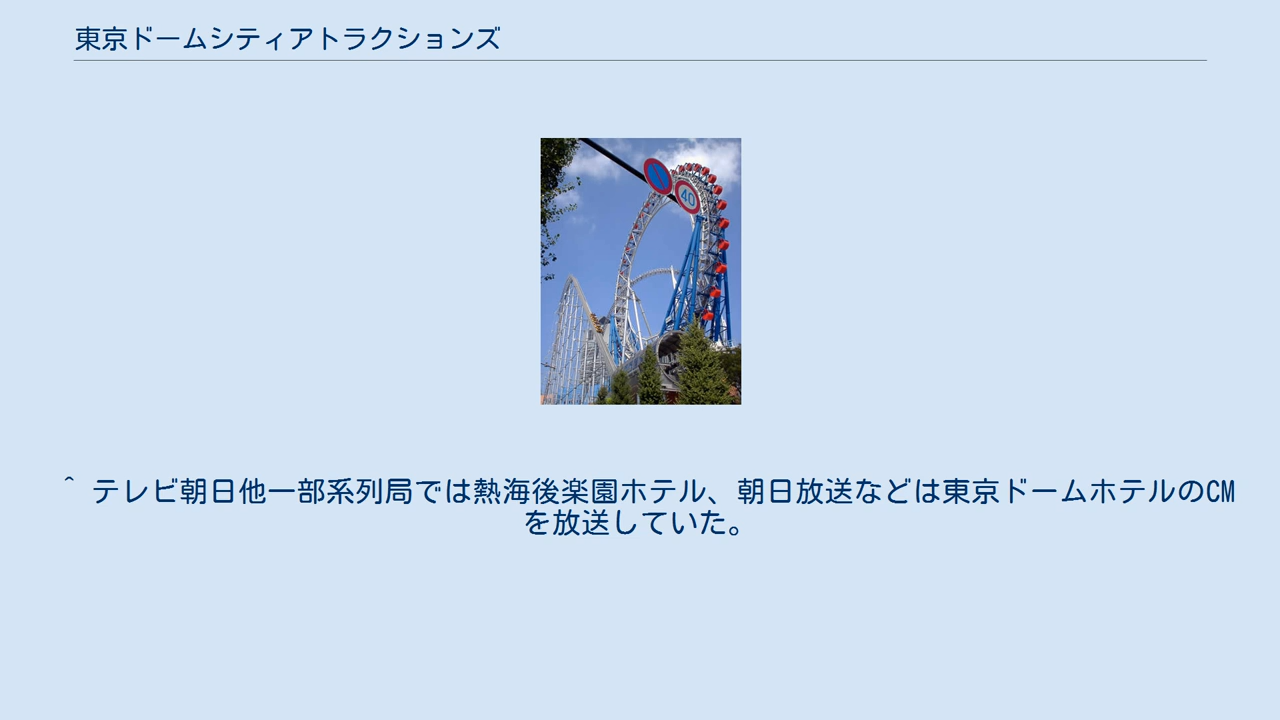 東京ドームシティアトラクションズ
40
^ テレビ朝日他一部系列局では熱海後楽園ホテル、朝日放送などは東京ドームホテルのCM
を放送していた。